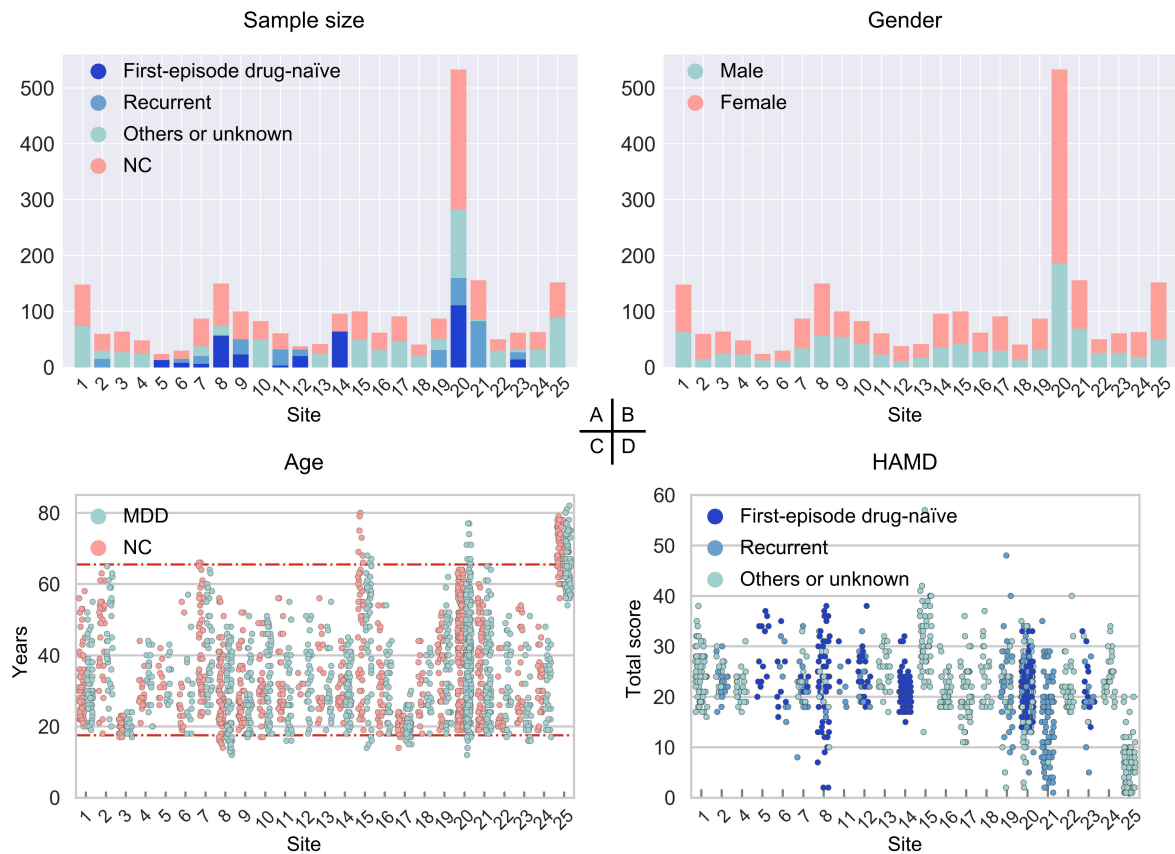 Sample size
500
400
300
200
100
0
First-episode drug-naïve
Recurrent
Others or unknown
NC
1 2 3 4 5 6 7 8 9 10 11 12 13 14 15 16 17 18 19 20 21 22 23 24 25
Site
Gender
500
400
300
200
100
0
Male
Female
1 2 3 4 5 6 7 8 9 10 11 12 13 14 15 16 17 18 19 20 21 22 23 24 25
Site
A B
C D
Age
Years
80
60
40
20
0
MDD
NC
1 2 3 4 5 6 7 8 9 10 11 12 13 14 15 16 17 18 19 20 21 22 23 24 25
Site
HAMD
Total score
60
50
40
30
20
10
0
First-episode drug-naïve
Recurrent
Others or unknown
1 2 4 5 6 7 8 11 12 13 14 15 16 17 18 19 20 21 22 23 24 25
Site